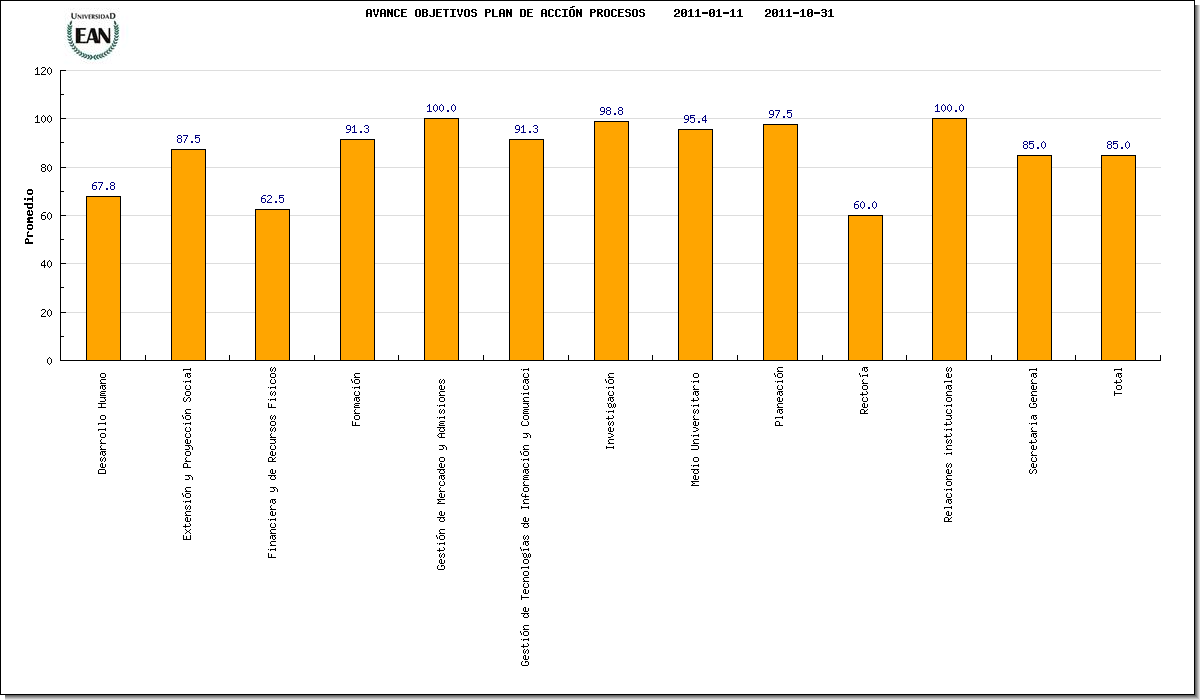 AVANCE OBJETIVOS PLAN DE ACCIÓN PROCESOS 2011-01-11 2011-10-31
UNIVERSIDAD
EAN
Promedio
120
100
80
60
40
20
0
67.8
87.5
62.5
91.3
100.0
91.3
98.8
95.4
97.5
60.0
100.0
85.0
85.0
Desarrollo Humano
Extensión y Proyección Social
Financiera y de Recursos Fisicos
Formación
Gestión de Mercadeo y Admisiones
Gestión de Tecnologías de Información y Comunicaci
Investigación
Medio Universitario
Planeación
Rectoría
Relaciones institucionales
Secretaria General
Total